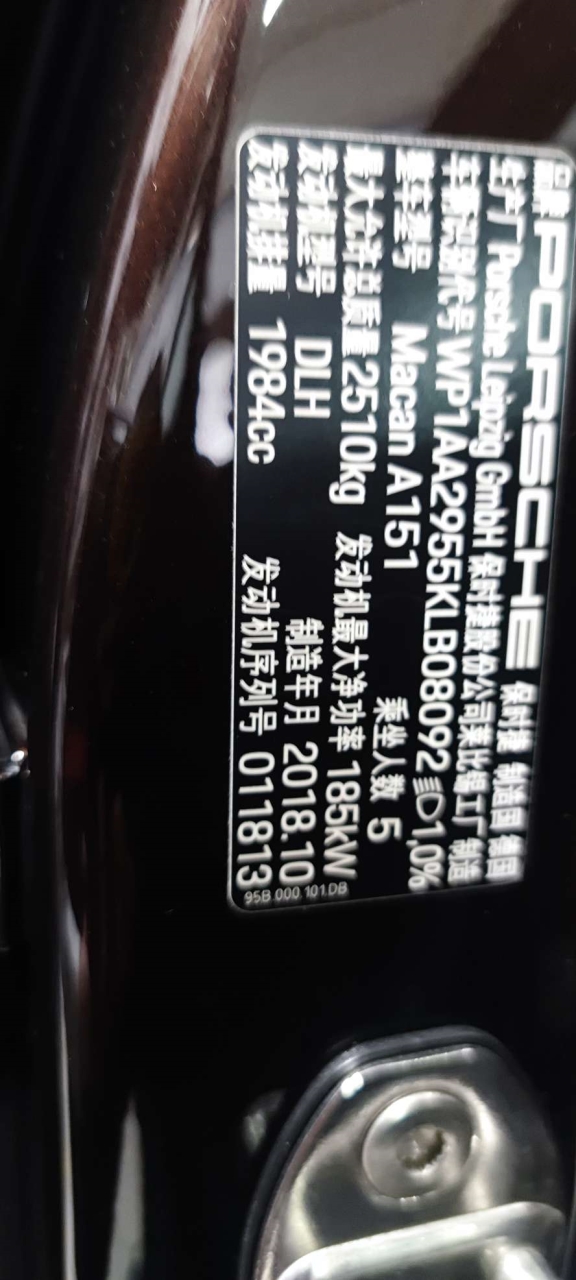 品牌 PORSCHE 保时捷 制造国 德国
生产厂 Porsche Leipzig GmbH 保时捷股份公司莱比锡工厂 制造
车辆识别代号 WP1AA2955KLB08092 1,0%
整车型号 Macan A151 乘坐人数 5
最大允许总质量 2510kg 发动机最大净功率 185kW
发动机型号 DLH 制造年月 2018.10
发动机排量 1984cc 发动机序列号 011813
95B 000 101 DB